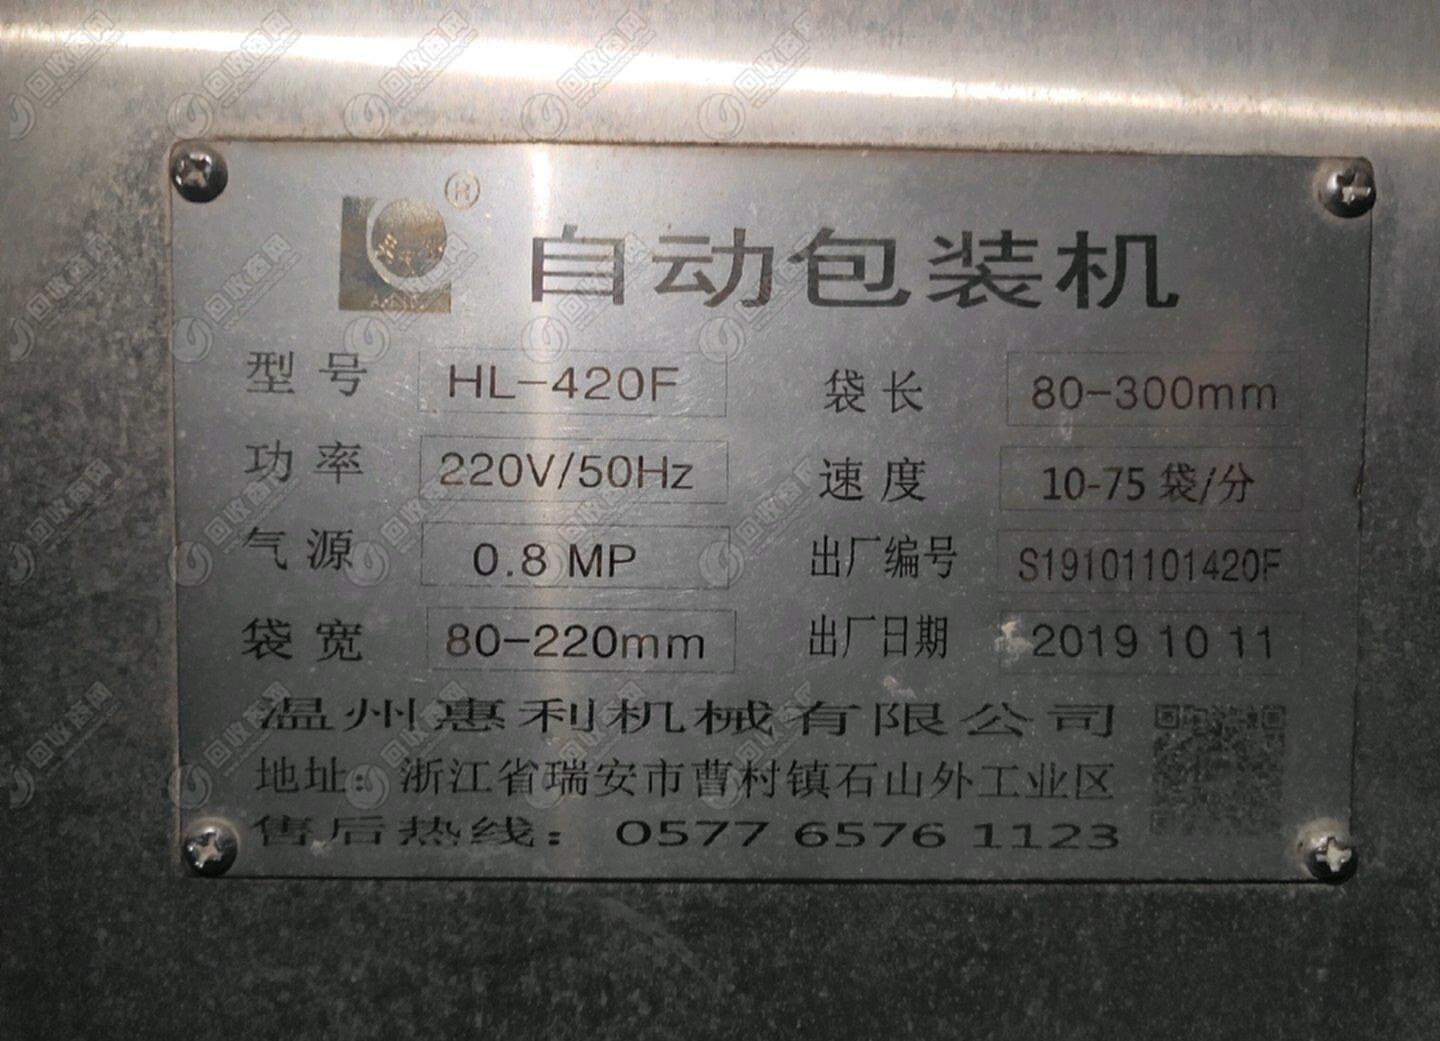 自动包装机
型号 HL-420F 袋长 80-300mm
功率 220V/50Hz 速度 10-75 袋/分
气源 0.8 MP 出厂编号 S19101101420F
袋宽 80-220mm 出厂日期 2019 10 11
温州惠利机械有限公司
地址：浙江省瑞安市曹村镇石山外工业区
售后热线：0577 6576 1123
回收商网